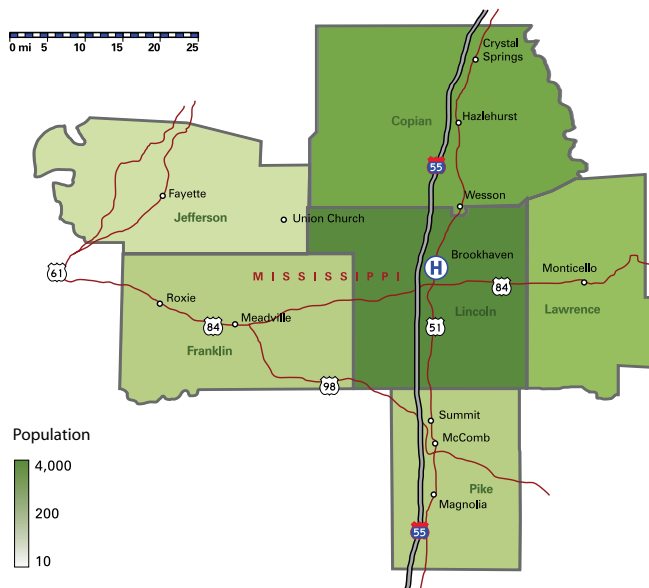 0 mi 5 10 15 20 25
Crystal
Springs
Copian
Hazlehurst
55
Wesson
Fayette
Jefferson
Union Church
61
MISSISSIPPI
H
Brookhaven
Monticello
Roxie
84
84
Meadville
51
Lincoln
Lawrence
Franklin
98
Summit
McComb
Pike
Magnolia
55
Population
4,000
200
10